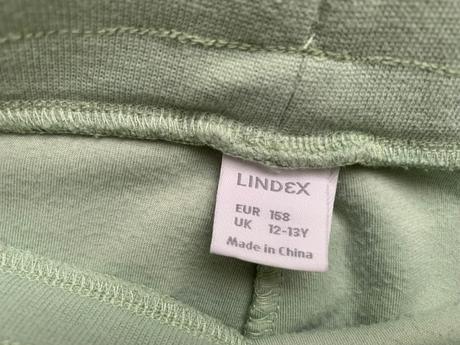 LINDEX
EUR 158
UK 12-13Y
Made in China